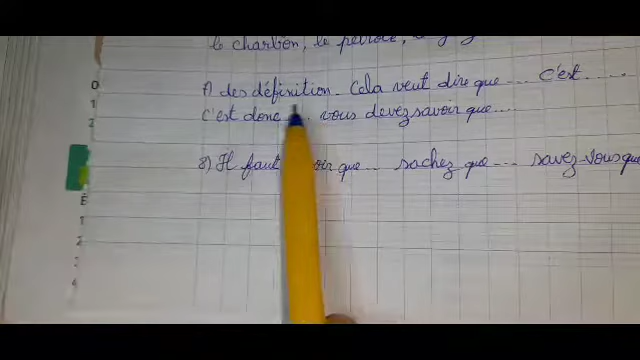 le charbon, le pétrole,
1) des définition. Cela veut dire que ... c'est .....
c'est donc ... vous devez savoir que....
8) Il faut que ... sachez que ... savez-vous que